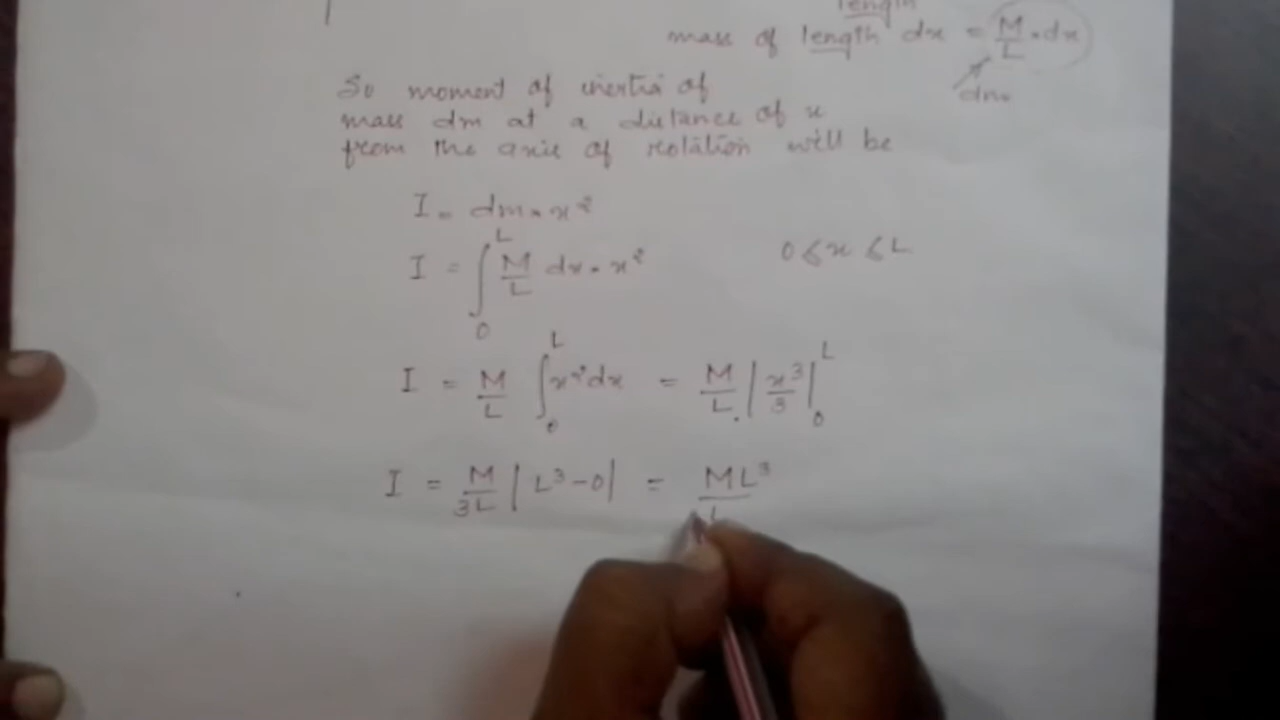 length
mass of length dx = M/L × dx
dm
So moment of inertia of
mass dm at a distance of x
from the axis of rotation will be
I = dm × x²
I = ∫₀ᴸ M/L dx × x² 0 ≤ x ≤ L
I = M/L ∫₀ᴸ x² dx = M/L |x³/3|₀ᴸ
I = M/3L |L³ - 0| = ML³/L